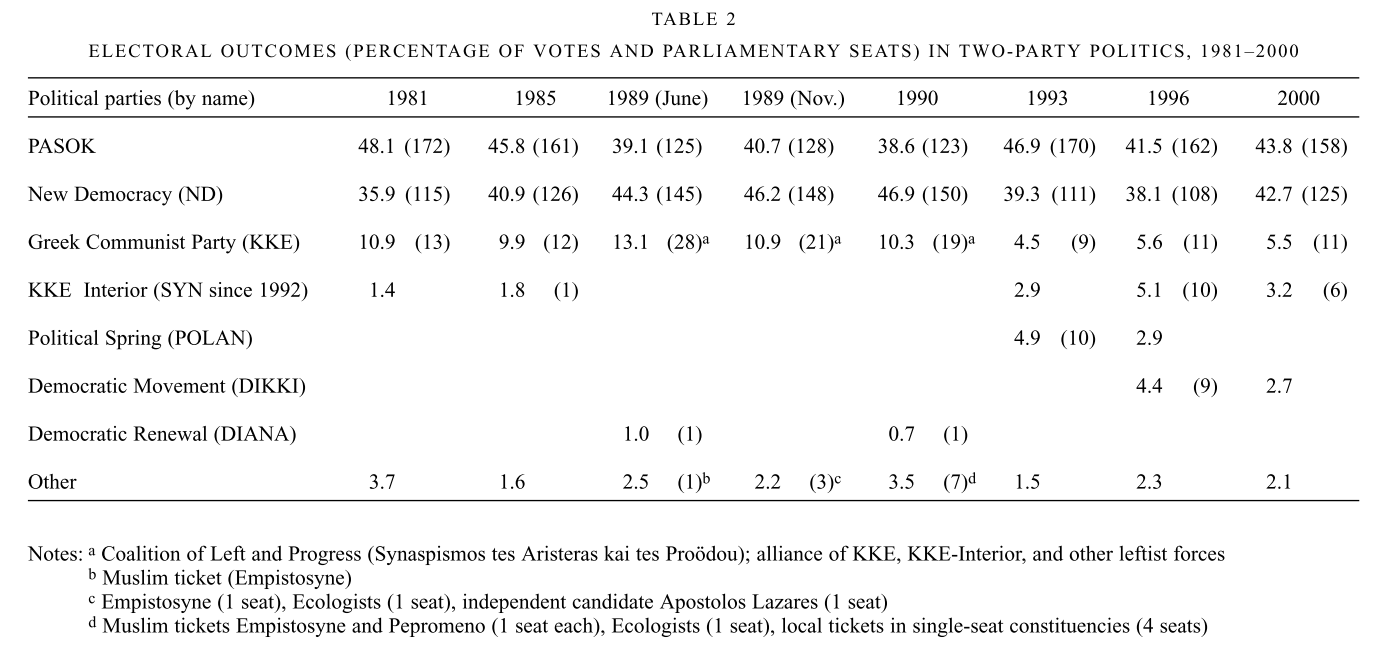 TABLE 2
ELECTORAL OUTCOMES (PERCENTAGE OF VOTES AND PARLIAMENTARY SEATS) IN TWO-PARTY POLITICS, 1981–2000
Political parties (by name) 1981 1985 1989 (June) 1989 (Nov.) 1990 1993 1996 2000
PASOK 48.1 (172) 45.8 (161) 39.1 (125) 40.7 (128) 38.6 (123) 46.9 (170) 41.5 (162) 43.8 (158)
New Democracy (ND) 35.9 (115) 40.9 (126) 44.3 (145) 46.2 (148) 46.9 (150) 39.3 (111) 38.1 (108) 42.7 (125)
Greek Communist Party (KKE) 10.9 (13) 9.9 (12) 13.1 (28)a 10.9 (21)a 10.3 (19)a 4.5 (9) 5.6 (11) 5.5 (11)
KKE Interior (SYN since 1992) 1.4 1.8 (1) 2.9 5.1 (10) 3.2 (6)
Political Spring (POLAN) 4.9 (10) 2.9
Democratic Movement (DIKKI) 4.4 (9) 2.7
Democratic Renewal (DIANA) 1.0 (1) 0.7 (1)
Other 3.7 1.6 2.5 (1)b 2.2 (3)c 3.5 (7)d 1.5 2.3 2.1
Notes: a Coalition of Left and Progress (Synaspismos tes Aristeras kai tes Proödou); alliance of KKE, KKE-Interior, and other leftist forces
b Muslim ticket (Empistosyne)
c Empistosyne (1 seat), Ecologists (1 seat), independent candidate Apostolos Lazares (1 seat)
d Muslim tickets Empistosyne and Pepromeno (1 seat each), Ecologists (1 seat), local tickets in single-seat constituencies (4 seats)